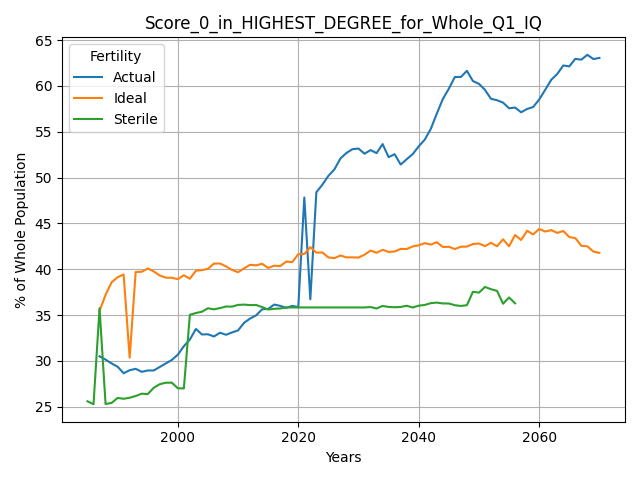 Score_0_in_HIGHEST_DEGREE_for_Whole_Q1_IQ
65
60
55
50
45
40
35
30
25
% of Whole Population
Fertility
Actual
Ideal
Sterile
2000
2020
2040
2060
Years